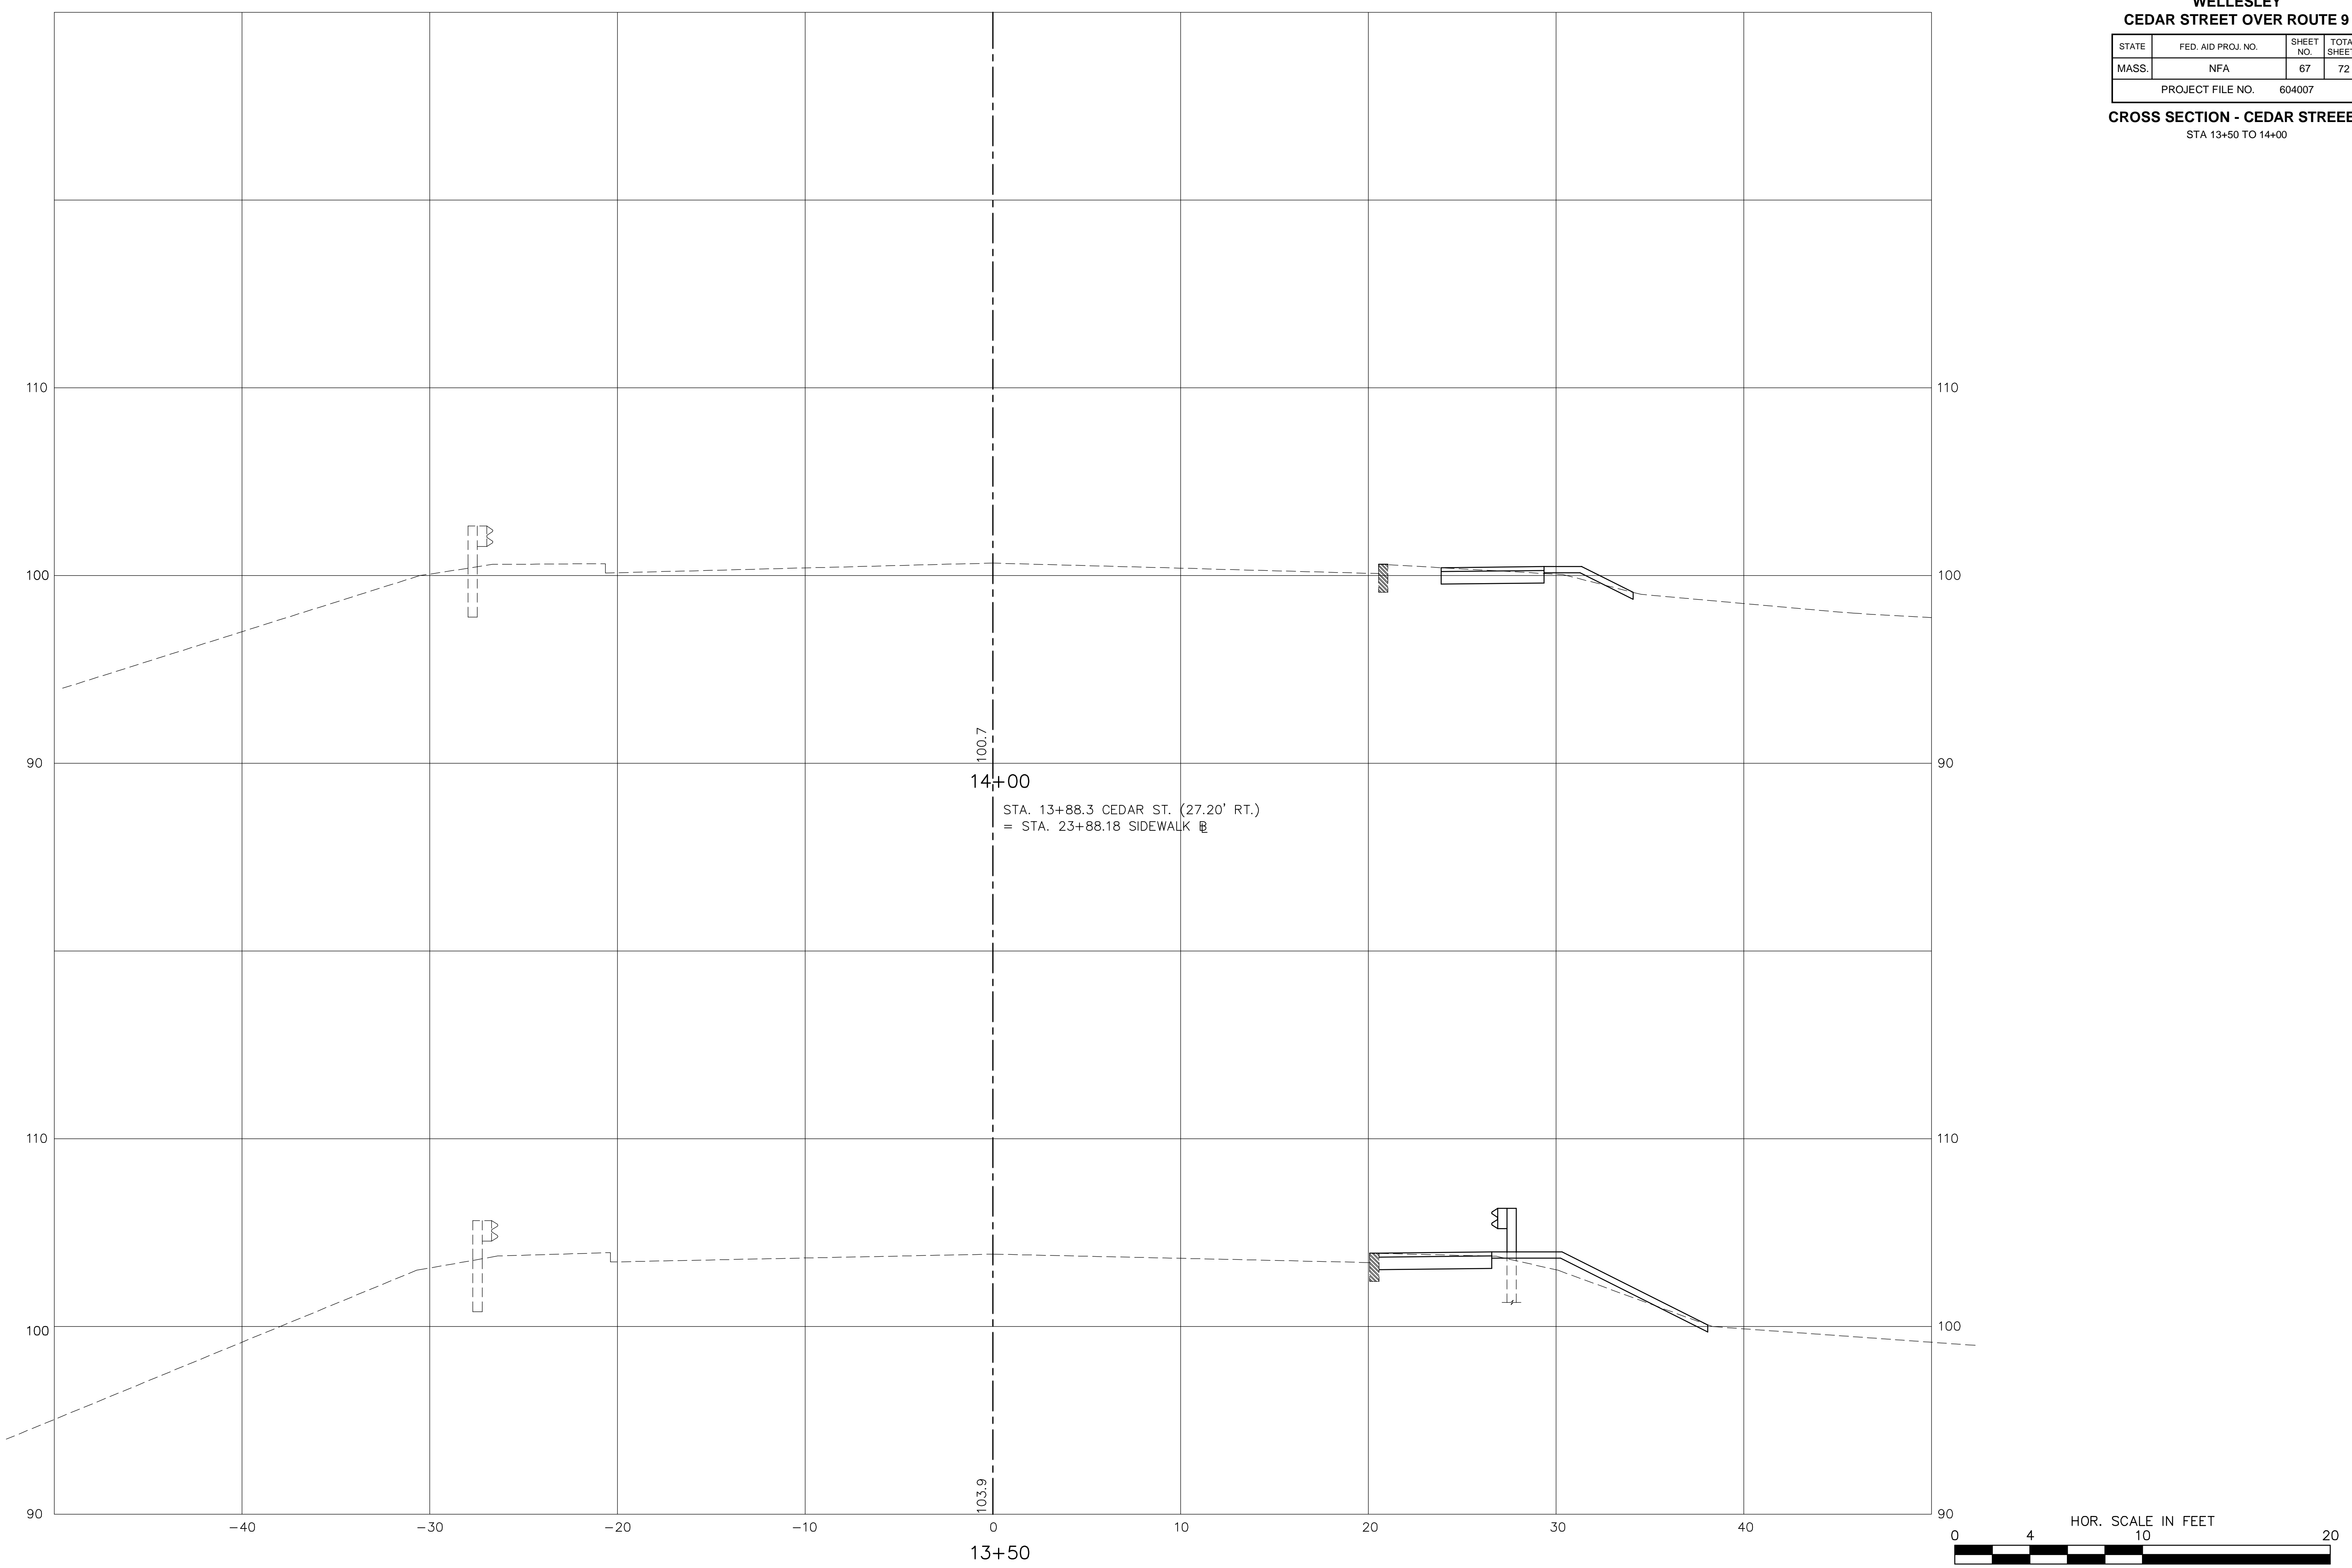 WELLESLEY
CEDAR STREET OVER ROUTE 9
STATE FED. AID PROJ. NO. SHEET NO.
MASS. NFA 67 72
PROJECT FILE NO. 604007
CROSS SECTION - CEDAR
STA 13+50 TO 14+00
110 110
100 100
100.7
90 90
14+00
STA. 13+88.3 CEDAR ST. (27.20' RT.)
= STA. 23+88.18 SIDEWALK BL
110 110
100 100
103.9
90 90
-40 -30 -20 -10 0 10 20 30 40
13+50
HOR. SCALE IN FEET
0 4 10 20